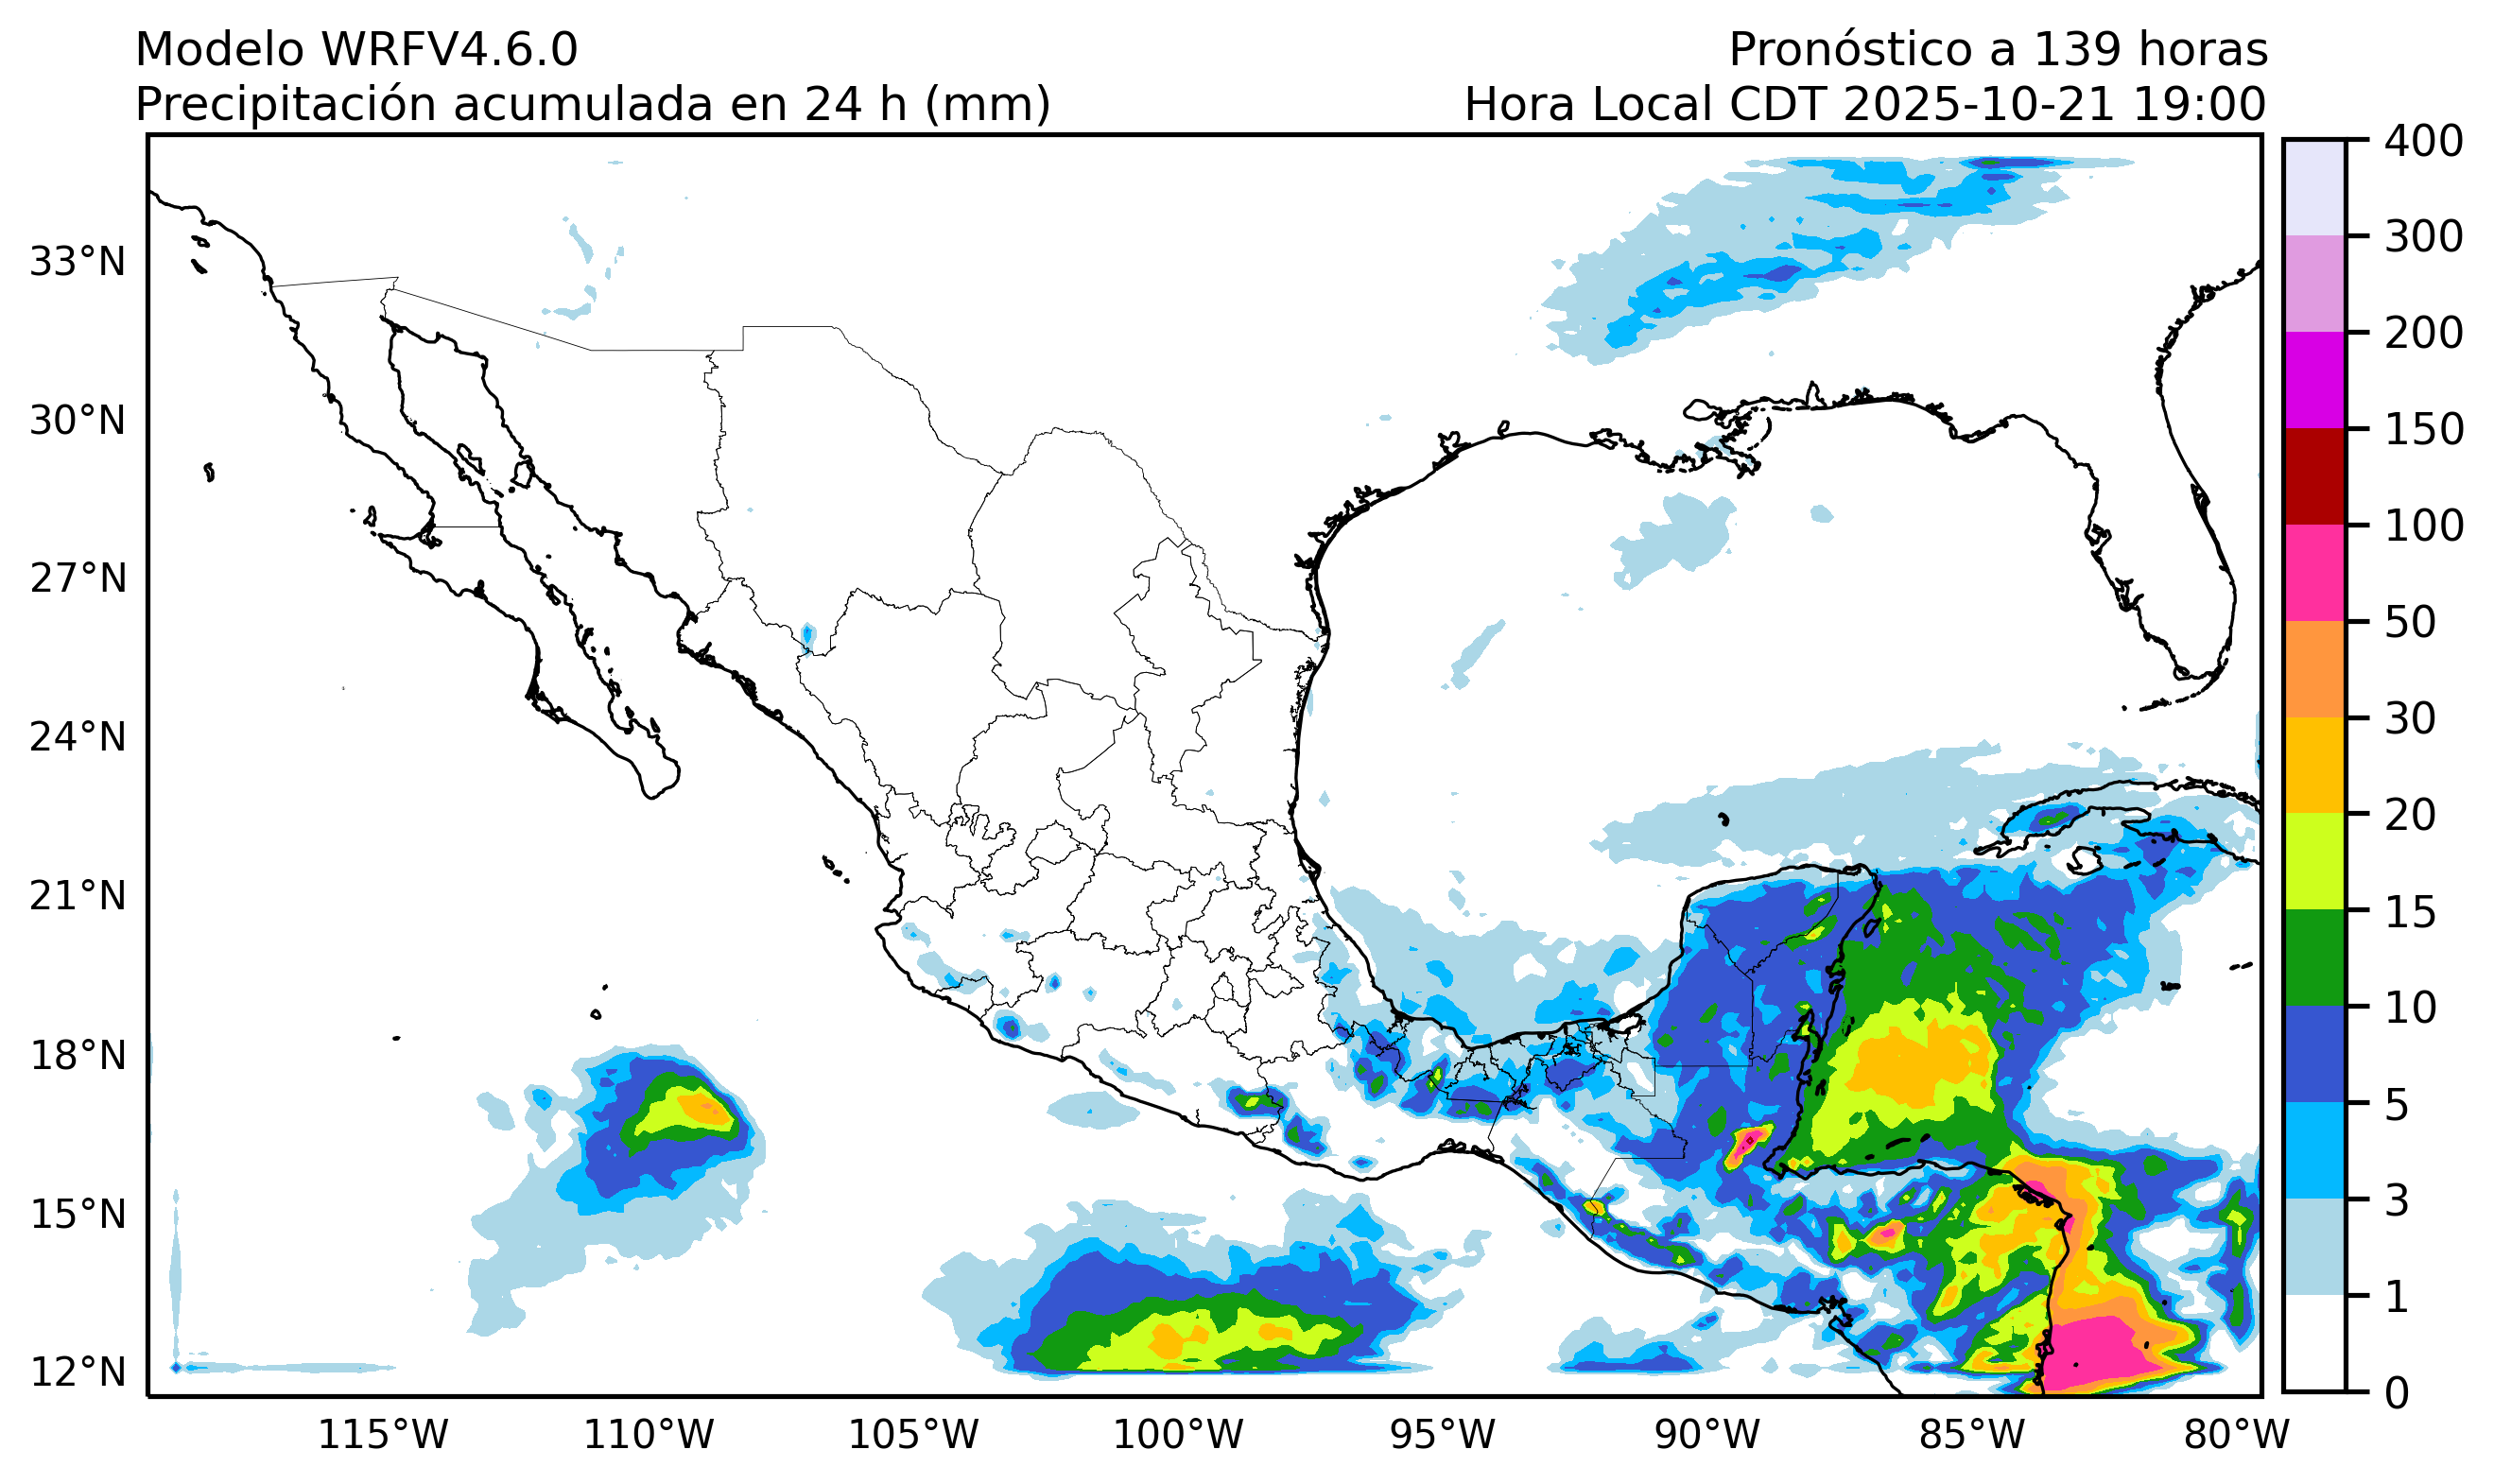 Modelo WRFV4.6.0
Pronóstico a 139 horas
Precipitación acumulada en 24 h (mm)
Hora Local CDT 2025-10-21 19:00
33°N
30°N
27°N
24°N
21°N
18°N
15°N
12°N
115°W
110°W
105°W
100°W
95°W
90°W
85°W
80°W
400
300
200
150
100
50
30
20
15
10
5
3
1
0